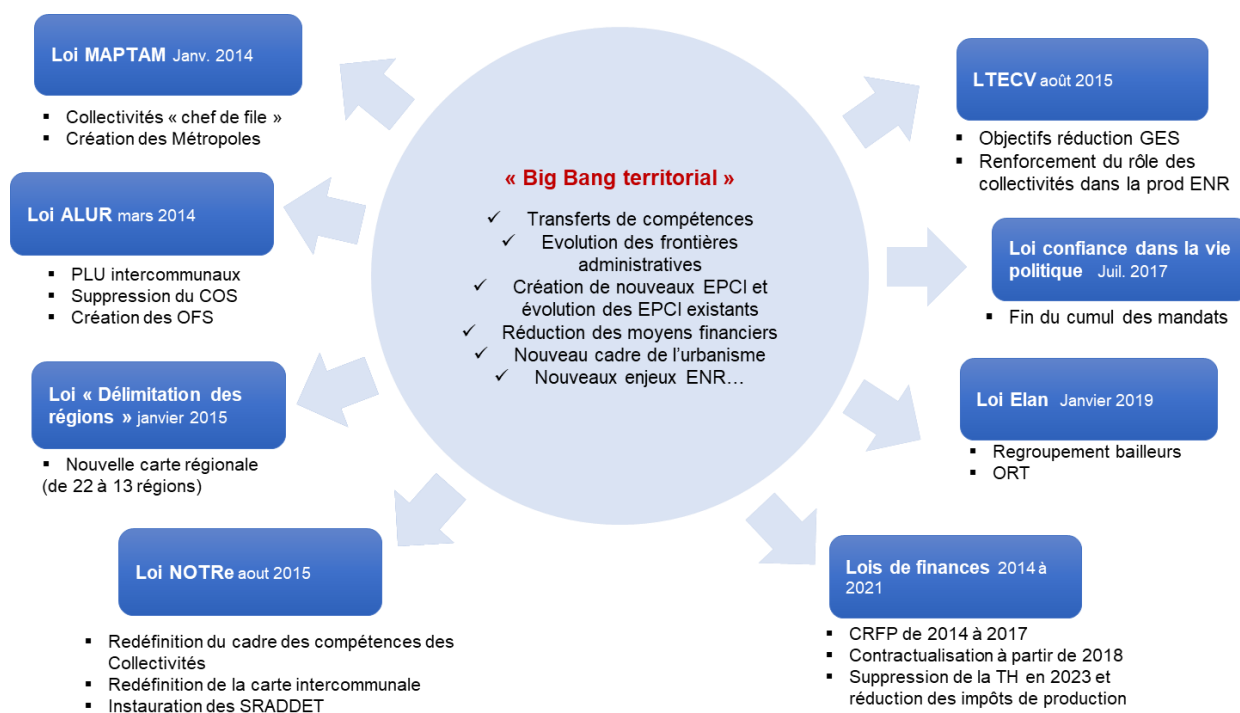 Loi MAPTAM Janv. 2014
▪ Collectivités « chef de file »
▪ Création des Métropoles
Loi ALUR mars 2014
▪ PLU intercommunaux
▪ Suppression du COS
▪ Création des OFS
Loi « Délimitation des
régions » janvier 2015
▪ Nouvelle carte régionale
(de 22 à 13 régions)
Loi NOTRe aout 2015
▪ Redéfinition du cadre des compétences des
Collectivités
▪ Redéfinition de la carte intercommunale
▪ Instauration des SRADDET
« Big Bang territorial »
✓ Transferts de compétences
✓ Evolution des frontières
administratives
✓ Création de nouveaux EPCI et
évolution des EPCI existants
✓ Réduction des moyens financiers
✓ Nouveau cadre de l'urbanisme
✓ Nouveaux enjeux ENR…
LTECV août 2015
▪ Objectifs réduction GES
▪ Renforcement du rôle des
collectivités dans la prod ENR
Loi confiance dans la vie
politique Juil. 2017
▪ Fin du cumul des mandats
Loi Elan Janvier 2019
▪ Regroupement bailleurs
▪ ORT
Lois de finances 2014 à
2021
▪ CRFP de 2014 à 2017
▪ Contractualisation à partir de 2018
▪ Suppression de la TH en 2023 et
réduction des impôts de production